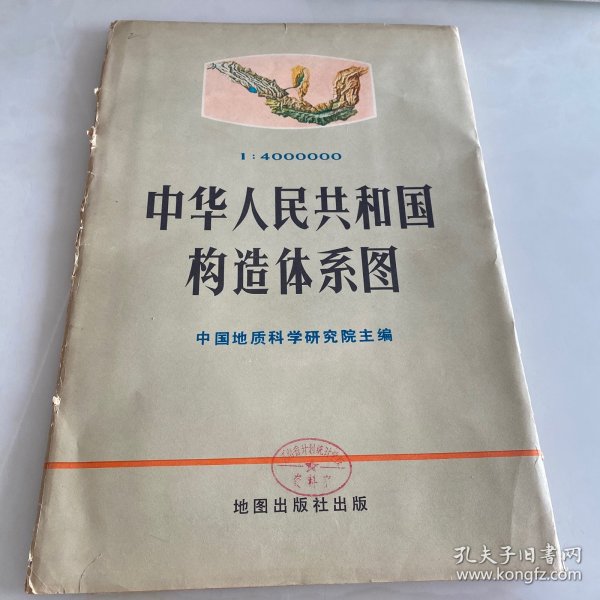 1:4000000
中华人民共和国
构造体系图
中国地质科学研究院主编
资料
地图出版社出版
孔夫子旧书网
www.kongfz.com